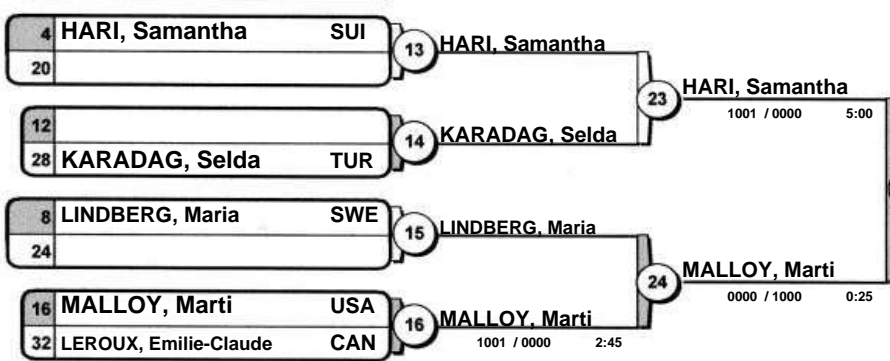 4 HARI, Samantha SUI
20
13 HARI, Samantha
12
28 KARADAG, Selda TUR
14 KARADAG, Selda
23 HARI, Samantha
1001 / 0000 5:00
8 LINDBERG, Maria SWE
24
15 LINDBERG, Maria
16 MALLOY, Marti USA
32 LEROUX, Emilie-Claude CAN
16 MALLOY, Marti
1001 / 0000 2:45
24 MALLOY, Marti
0000 / 1000 0:25